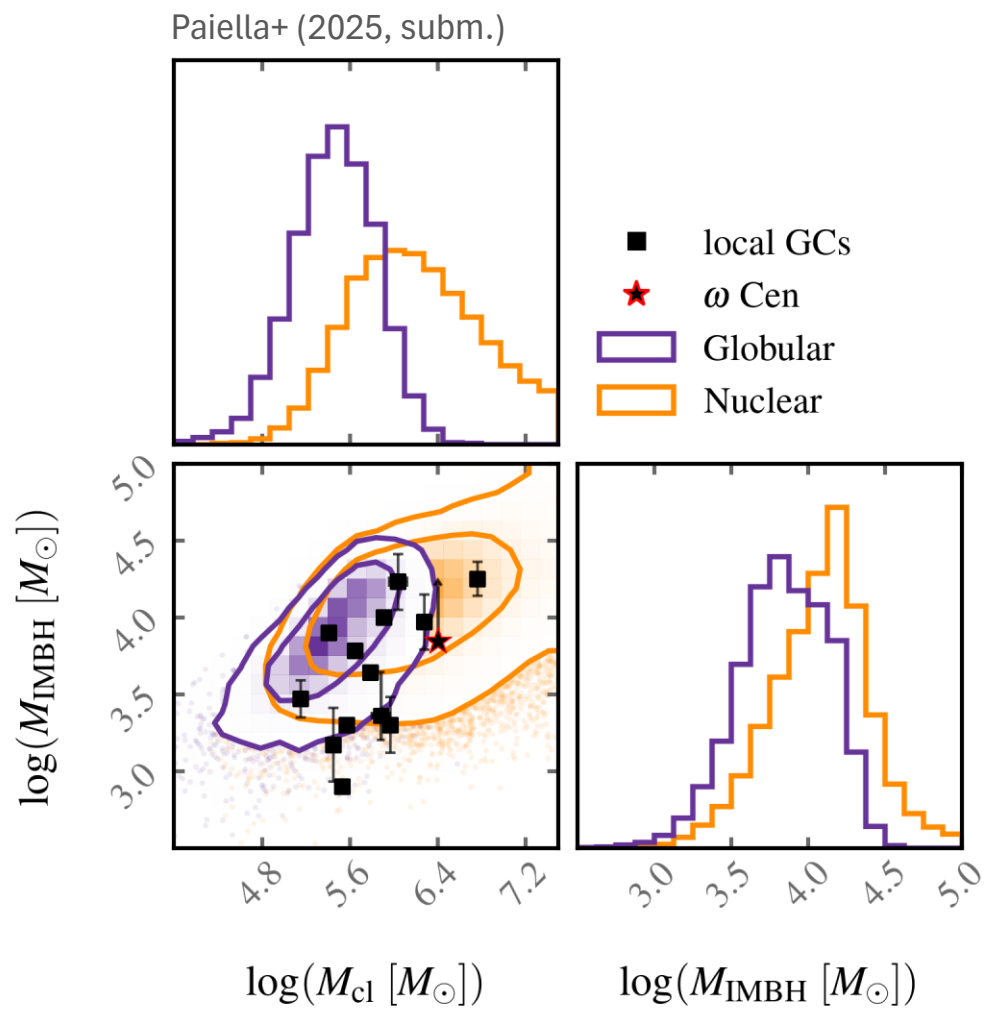 Paiella+ (2025, subm.)
local GCs
ω Cen
Globular
Nuclear
log(M_IMBH [M_⊙])
5.0
4.5
4.0
3.5
3.0
4.8 5.6 6.4 7.2
3.0 3.5 4.0 4.5 5.0
log(M_cl [M_⊙])
log(M_IMBH [M_⊙])